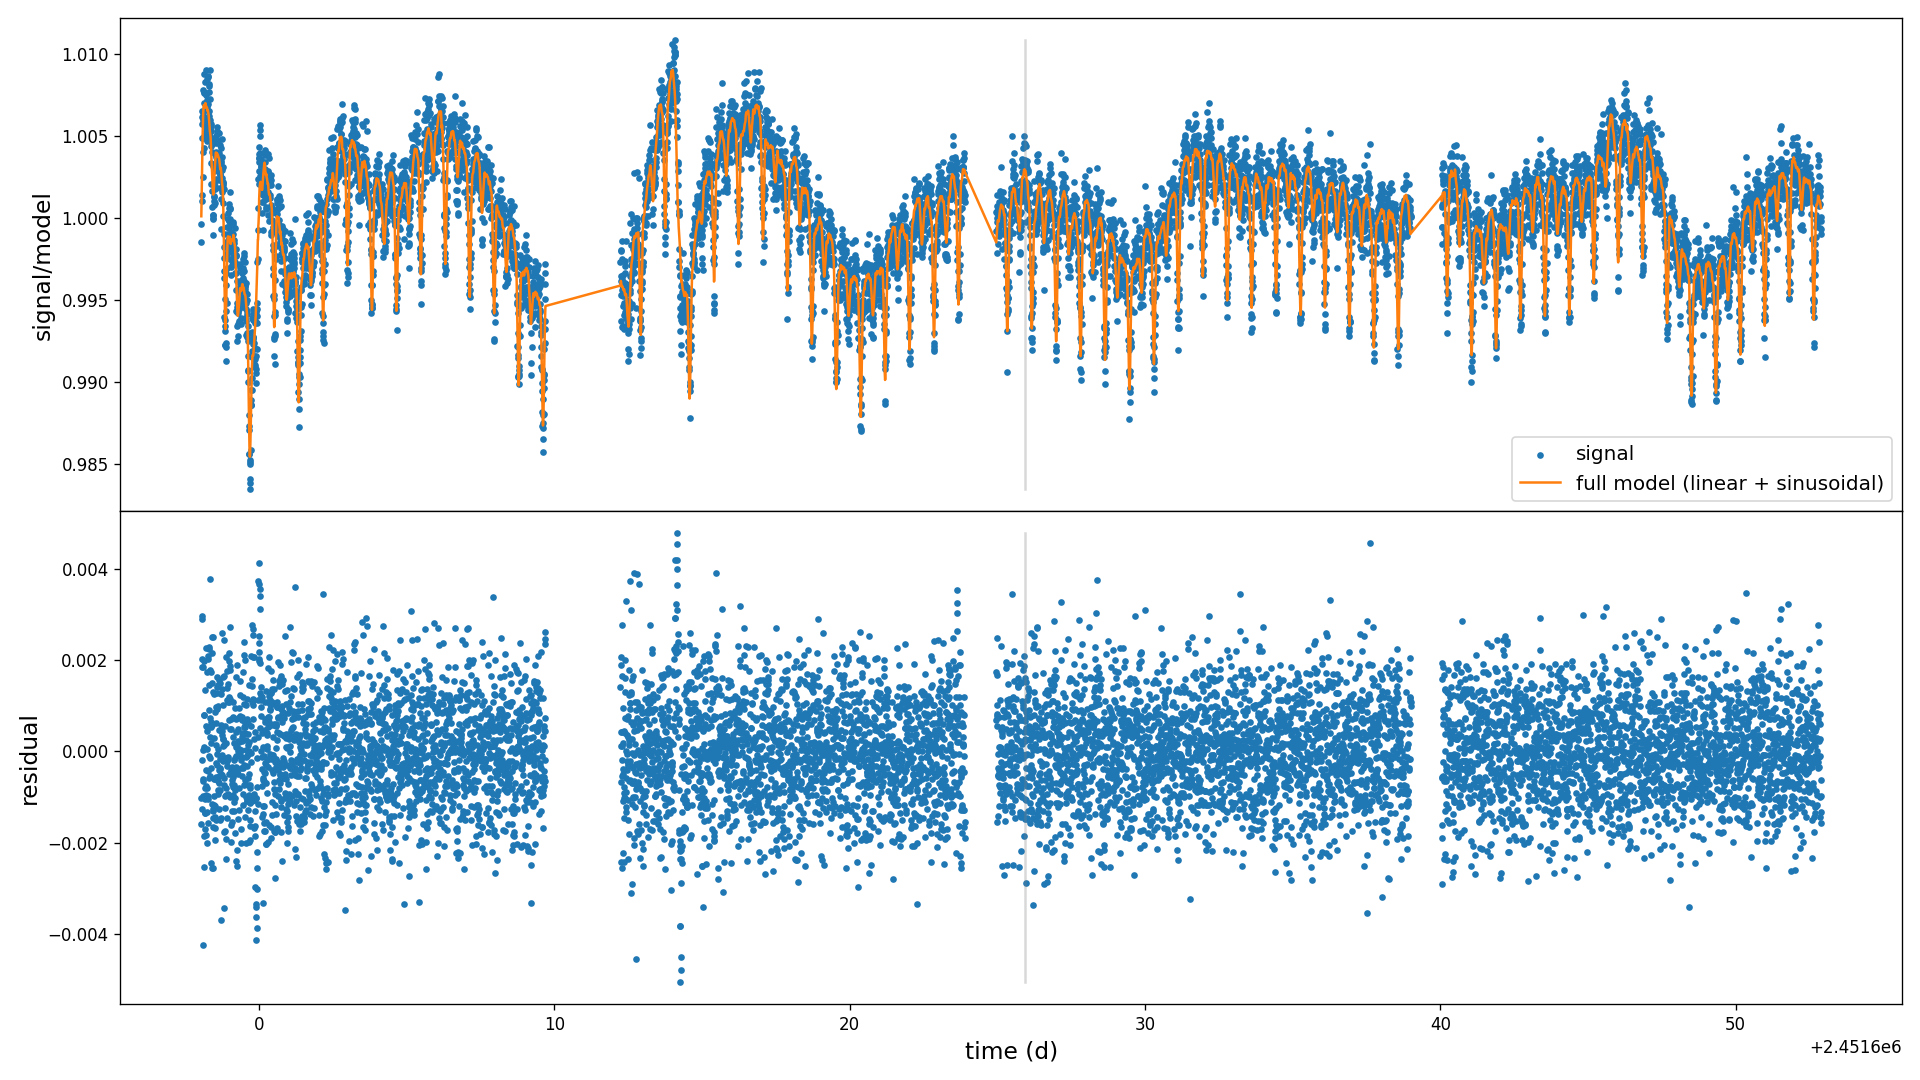 1.010
1.005
1.000
0.995
0.990
0.985
signal/model
signal
full model (linear + sinusoidal)
0.004
0.002
0.000
−0.002
−0.004
residual
0
10
20
30
40
50
time (d)
+2.4516e6